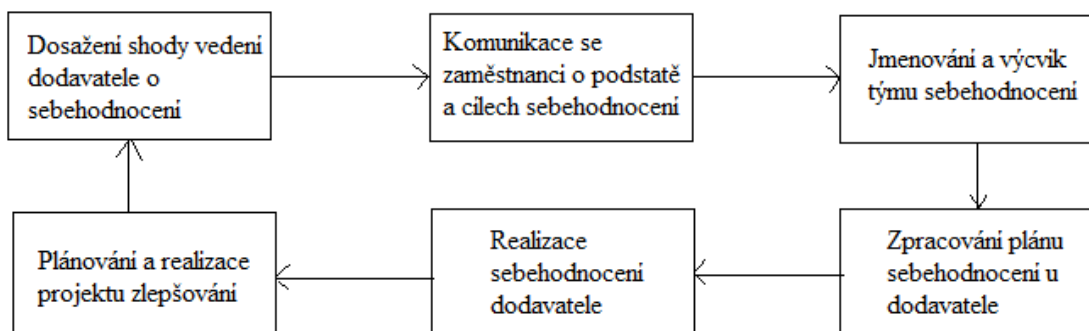 Dosažení shody vedení
dodavatele o
sebehodnocení
Komunikace se
zaměstnanci o podstatě
a cílech sebehodnocení
Jmenování a výcvik
týmu sebehodnocení
Zpracování plánu
sebehodnocení u
dodavatele
Realizace
sebehodnocení
dodavatele
Plánování a realizace
projektu zlepšování